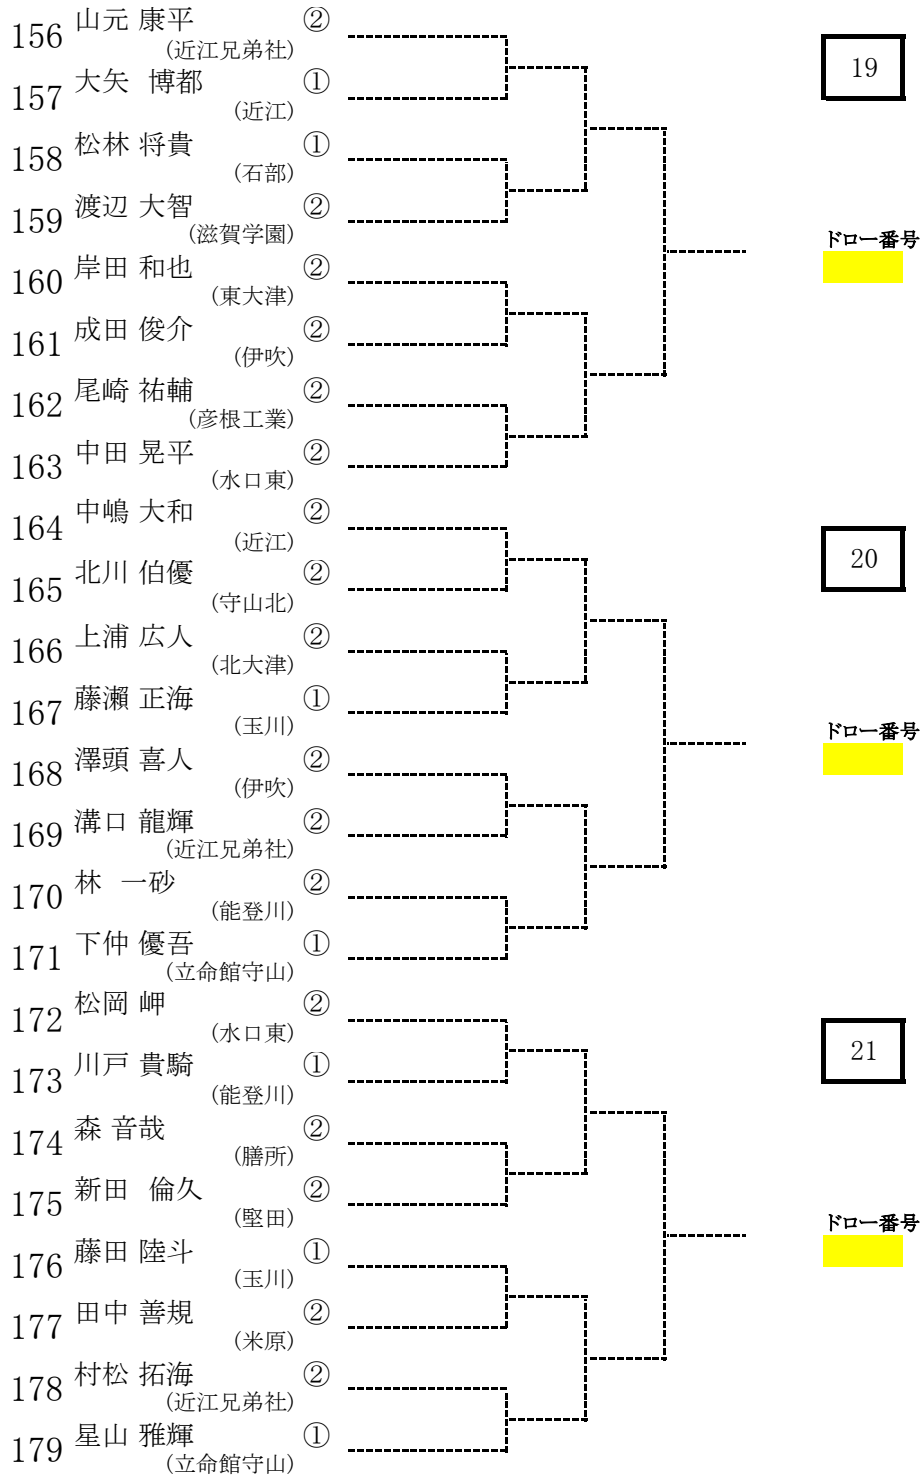 156 山元 康平 ②
(近江兄弟社)
19
157 大矢 博都 ①
(近江)
158 松林 将貴 ①
(石部)
159 渡辺 大智 ②
(滋賀学園)
ドロー番号
160 岸田 和也 ②
(東大津)
161 成田 俊介 ②
(伊吹)
162 尾崎 祐輔 ②
(彦根工業)
163 中田 晃平 ②
(水口東)
164 中嶋 大和 ②
(近江)
20
165 北川 伯優 ②
(守山北)
166 上浦 広人 ②
(北大津)
167 藤瀬 正海 ①
(玉川)
ドロー番号
168 澤頭 喜人 ②
(伊吹)
169 溝口 龍輝 ②
(近江兄弟社)
170 林 一砂 ②
(能登川)
171 下仲 優吾 ①
(立命館守山)
172 松岡 岬 ②
(水口東)
21
173 川戸 貴騎 ①
(能登川)
174 森 音哉 ②
(膳所)
175 新田 倫久 ②
(堅田)
ドロー番号
176 藤田 陸斗 ①
(玉川)
177 田中 善規 ②
(米原)
178 村松 拓海 ②
(近江兄弟社)
179 星山 雅輝 ①
(立命館守山)